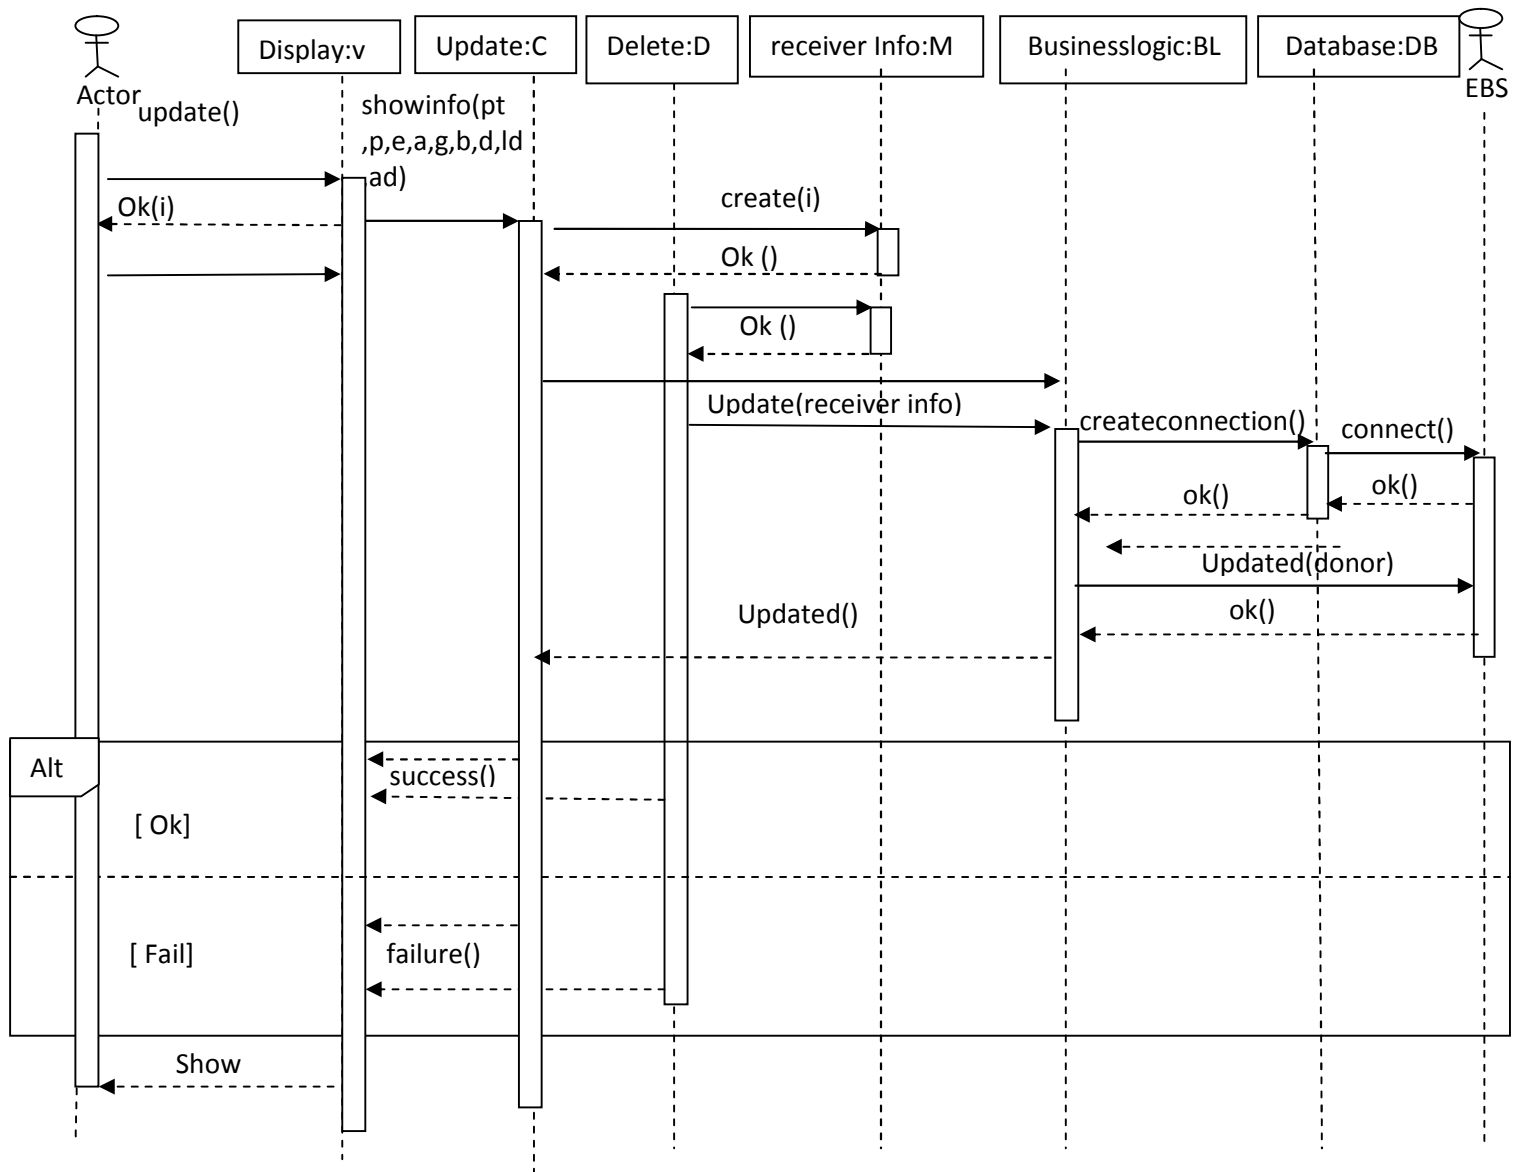 Display:v
Update:C
Delete:D
receiver Info:M
Businesslogic:BL
Database:DB
Actor
EBS
update()
showinfo(pt
,p,e,a,g,b,d,ld
,ad)
Ok(i)
create(i)
Ok ()
Ok ()
Update(receiver info)
createconnection()
connect()
ok()
ok()
Updated(donor)
ok()
Updated()
Alt
success()
[ Ok]
[ Fail]
failure()
Show